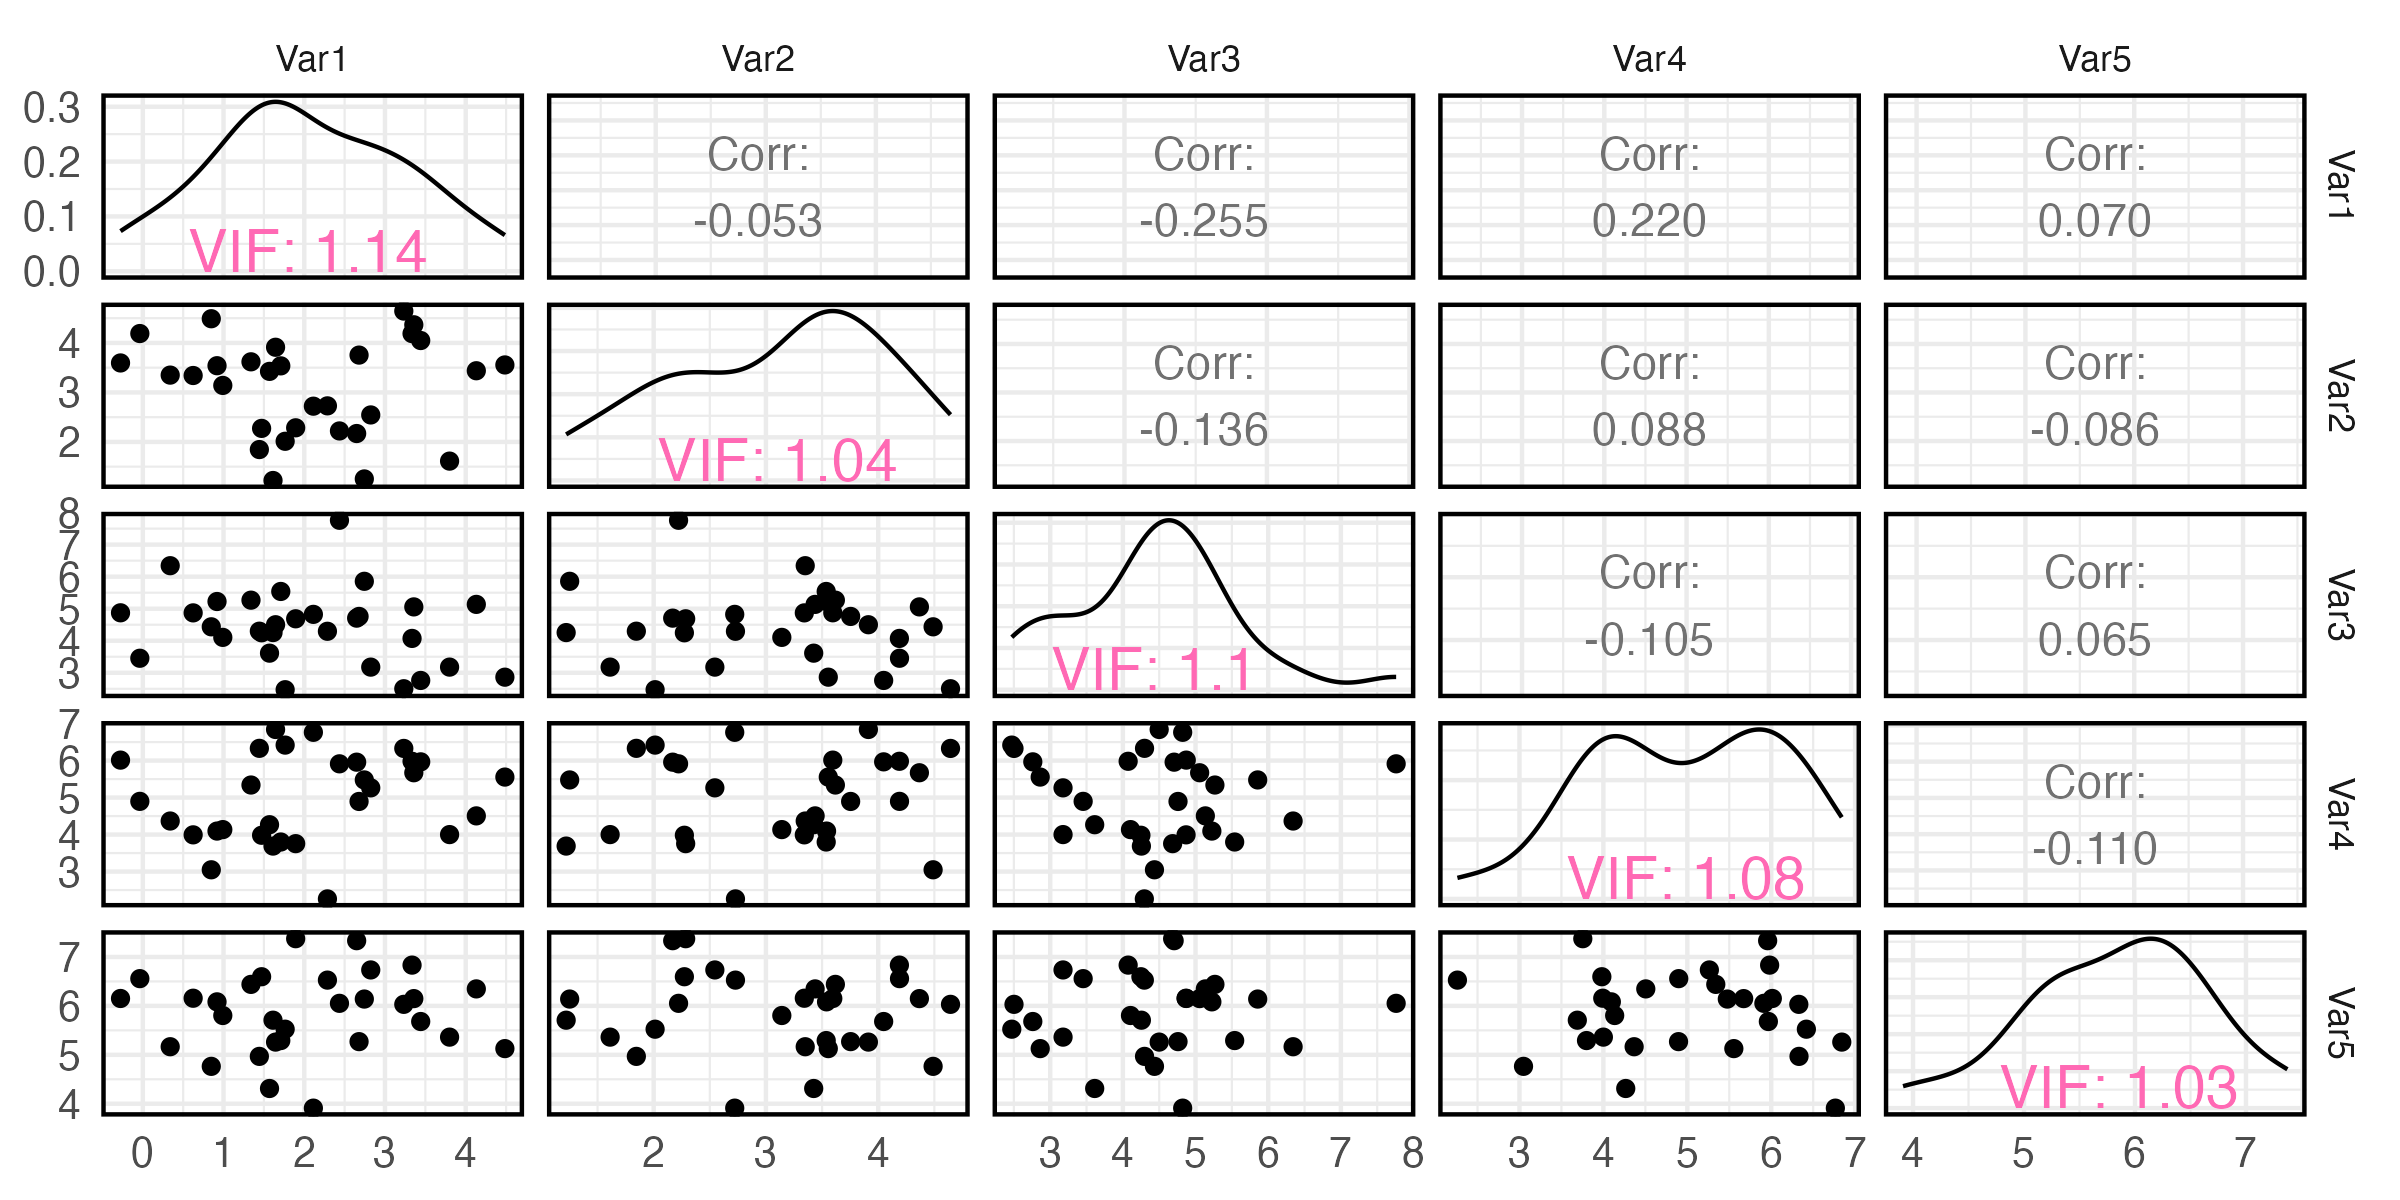 Var1 Var2 Var3 Var4 Var5
0.3
0.2
0.1
0.0
VIF: 1.14
Corr:
-0.053
Corr:
-0.255
Corr:
0.220
Corr:
0.070
Var1
4
3
2
VIF: 1.04
Corr:
-0.136
Corr:
0.088
Corr:
-0.086
Var2
8
7
6
5
4
3
VIF: 1.1
Corr:
-0.105
Corr:
0.065
Var3
7
6
5
4
3
VIF: 1.08
Corr:
-0.110
Var4
7
6
5
4
VIF: 1.03
Var5
0 1 2 3 4 2 3 4 3 4 5 6 7 8 3 4 5 6 7 4 5 6 7